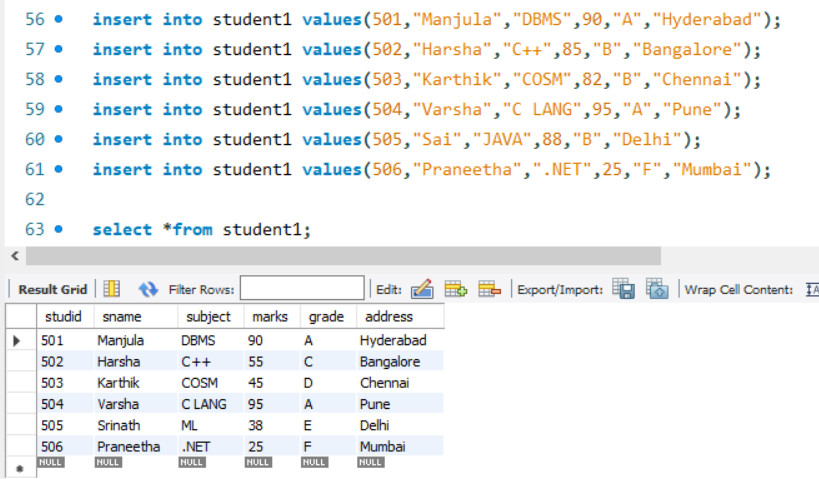 56 insert into student1 values(501,"Manjula","DBMS",90,"A","Hyderabad");
57 insert into student1 values(502,"Harsha","C++",85,"B","Bangalore");
58 insert into student1 values(503,"Karthik","COSM",82,"B","Chennai");
59 insert into student1 values(504,"Varsha","C LANG",95,"A","Pune");
60 insert into student1 values(505,"Sai","JAVA",88,"B","Delhi");
61 insert into student1 values(506,"Praneetha",".NET",25,"F","Mumbai");
62
63 select *from student1;
Result Grid Filter Rows: Edit: Export/Import: Wrap Cell Content:
studid sname subject marks grade address
501 Manjula DBMS 90 A Hyderabad
502 Harsha C++ 55 C Bangalore
503 Karthik COSM 45 D Chennai
504 Varsha C LANG 95 A Pune
505 Srinath ML 38 E Delhi
506 Praneetha .NET 25 F Mumbai
NULL NULL NULL NULL NULL NULL